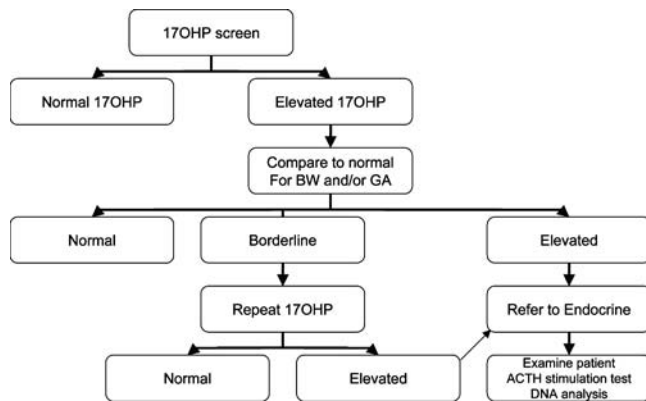 17OHP screen
Normal 17OHP
Elevated 17OHP
Compare to normal
For BW and/or GA
Normal
Borderline
Elevated
Repeat 17OHP
Refer to Endocrine
Normal
Elevated
Examine patient
ACTH stimulation test
DNA analysis